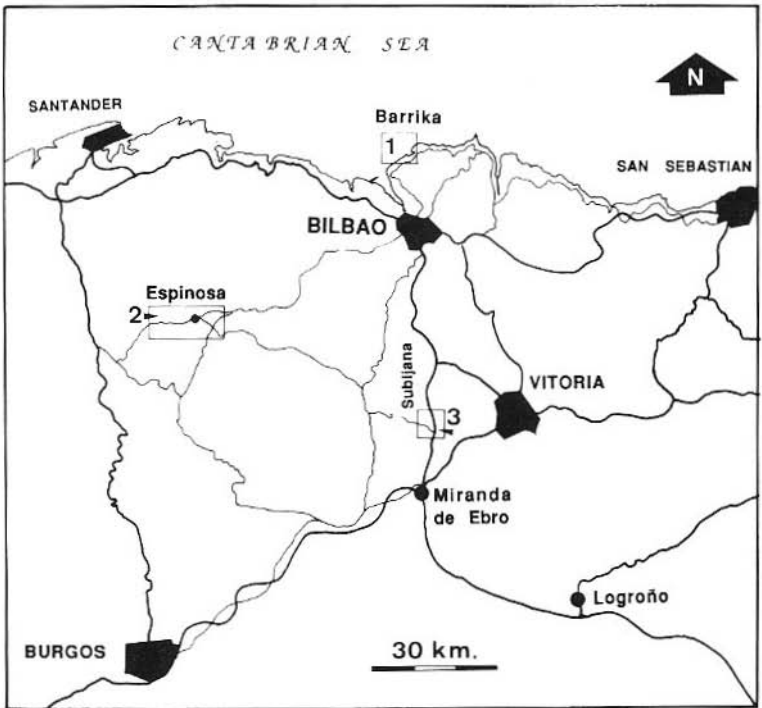 CANTABRIAN SEA
N
SANTANDER
Barrika
1
SAN SEBASTIAN
BILBAO
Espinosa
2
Subijana
VITORIA
3
Miranda
de Ebro
Logroño
BURGOS
30 km.